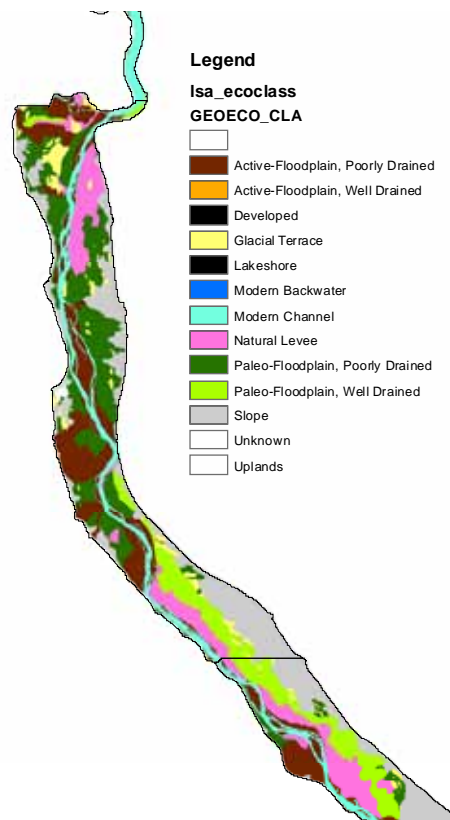 Legend
lsa_ecoclass
GEOECO_CLA
Active-Floodplain, Poorly Drained
Active-Floodplain, Well Drained
Developed
Glacial Terrace
Lakeshore
Modern Backwater
Modern Channel
Natural Levee
Paleo-Floodplain, Poorly Drained
Paleo-Floodplain, Well Drained
Slope
Unknown
Uplands